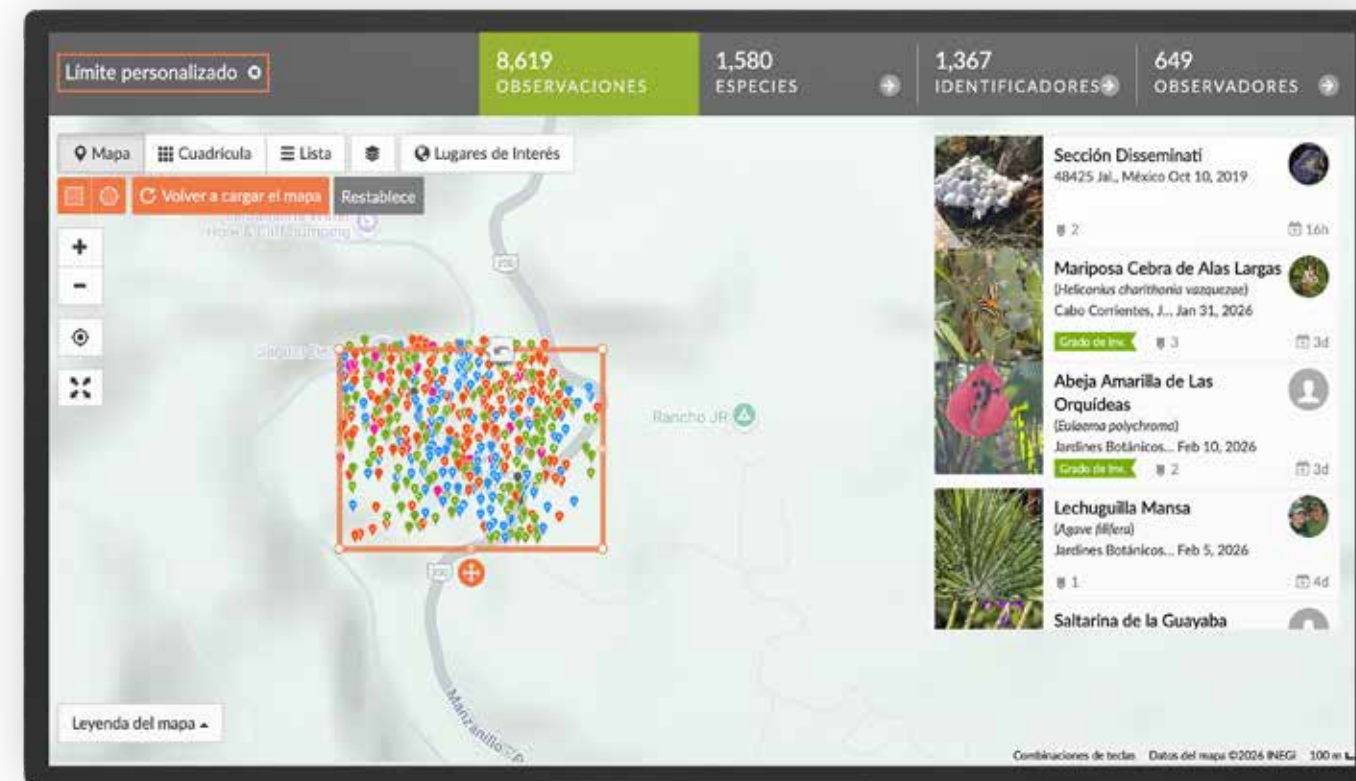 Límite personalizado
8,619
OBSERVACIONES
1,580
ESPECIES
1,367
IDENTIFICADORES
649
OBSERVADORES
Mapa
Cuadrícula
Lista
Lugares de Interés
Volver a cargar el mapa
Restablece
200
Rancho JR
200
Manzanillo - P
Leyenda del mapa
Sección Disseminati
48425 Jal., México Oct 10, 2019
2
16h
Mariposa Cebra de Alas Largas
(Heliconius charithonia vazquezae)
Cabo Corrientes, J... Jan 31, 2026
Grado de Inv.
3
3d
Abeja Amarilla de Las
Orquídeas
(Eulaema polychroma)
Jardines Botánicos... Feb 10, 2026
Grado de Inv.
2
3d
Lechuguilla Mansa
(Agave filifera)
Jardines Botánicos... Feb 5, 2026
1
4d
Saltarina de la Guayaba
Combinaciones de teclas
Datos del mapa ©2026 INEGI
100 m